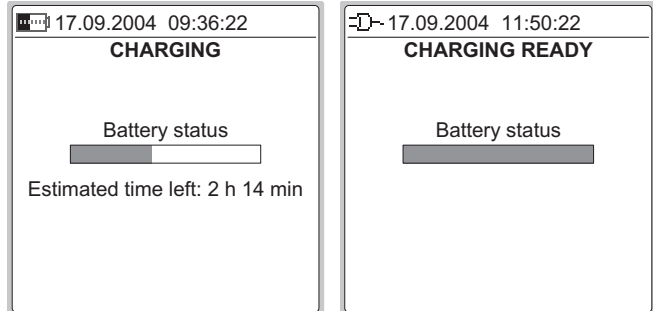 17.09.2004 09:36:22
CHARGING
Battery status
Estimated time left: 2 h 14 min
17.09.2004 11:50:22
CHARGING READY
Battery status